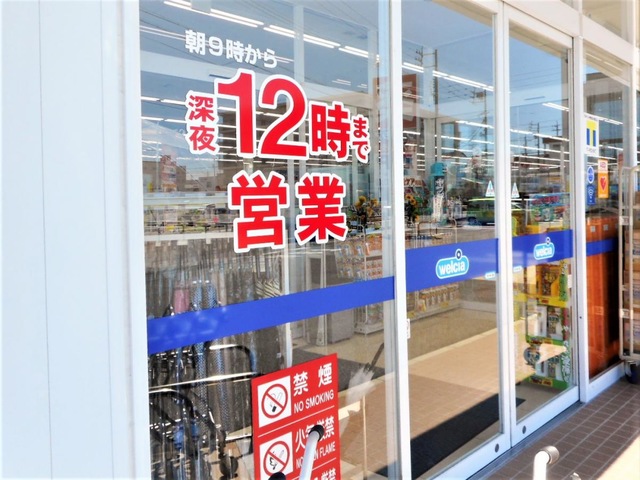 朝9時から
深夜12時まで
営業
welcia
welcia
禁煙
NO SMOKING
火気厳禁